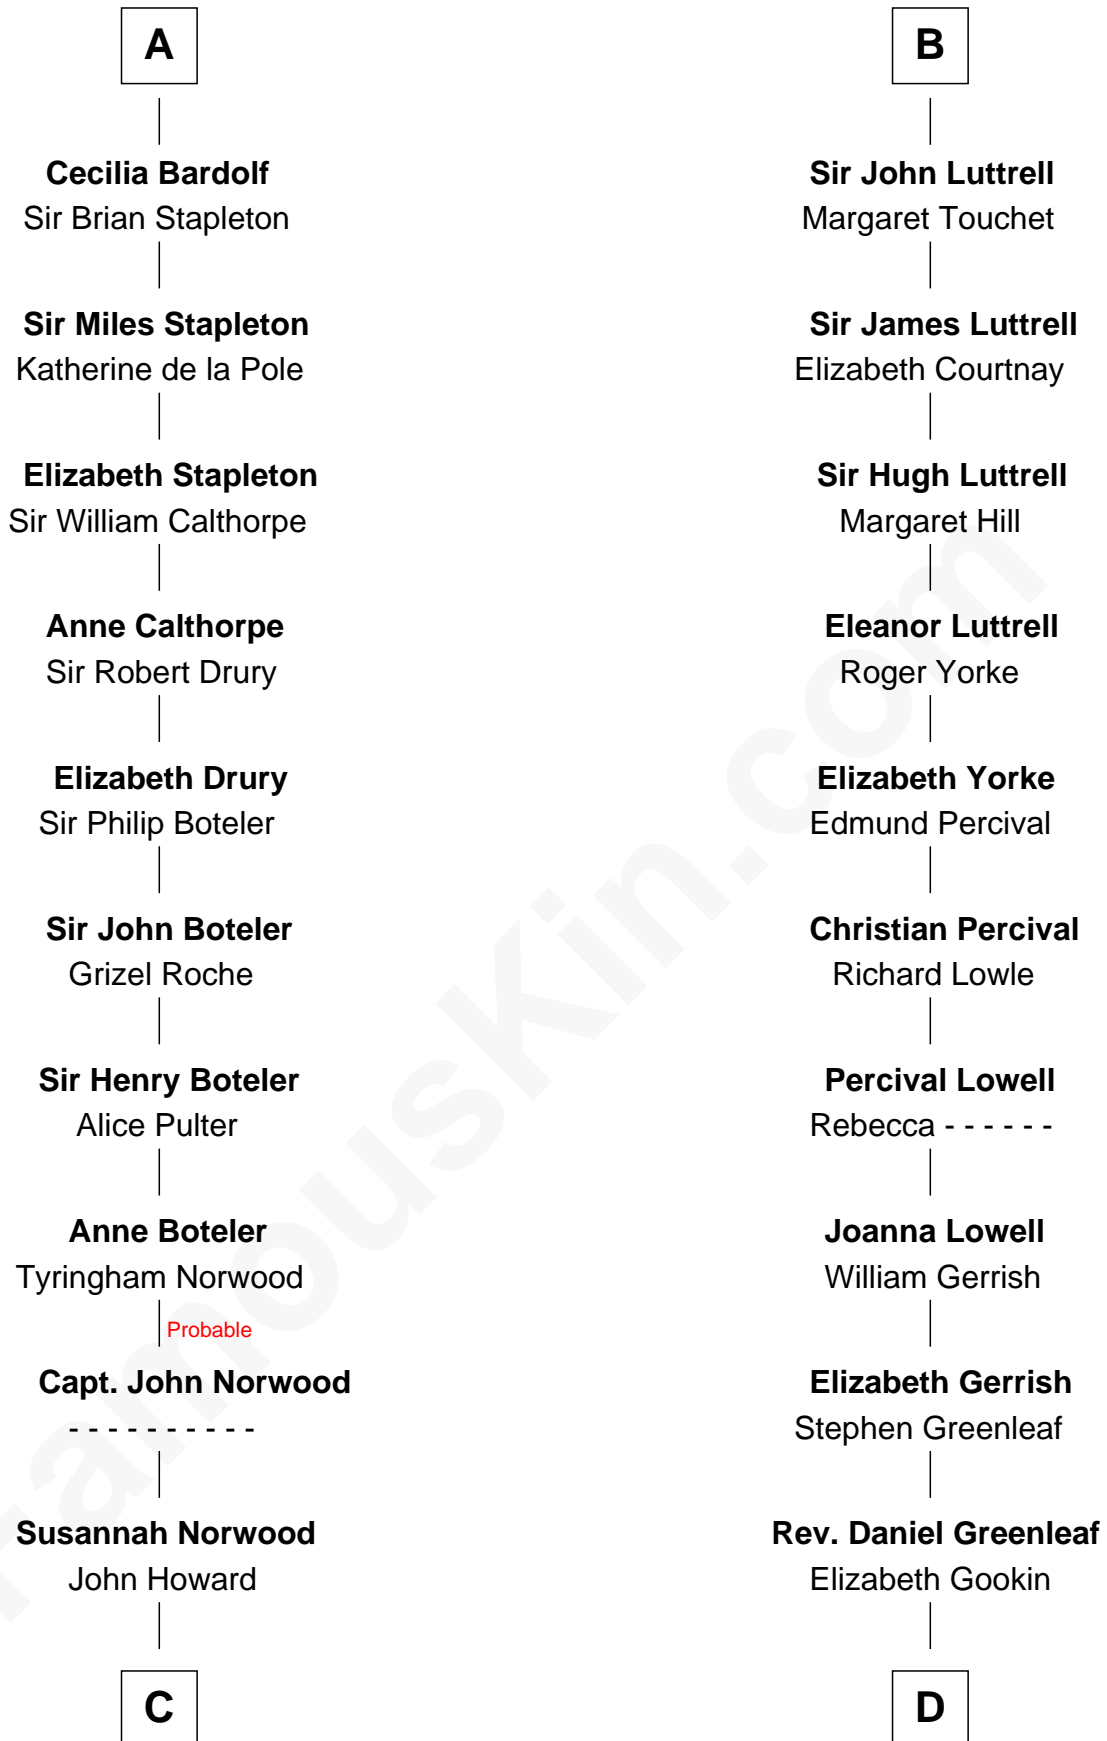 A
Cecilia Bardolf
Sir Brian Stapleton
Sir Miles Stapleton
Katherine de la Pole
Elizabeth Stapleton
Sir William Calthorpe
Anne Calthorpe
Sir Robert Drury
Elizabeth Drury
Sir Philip Boteler
Sir John Boteler
Grizel Roche
Sir Henry Boteler
Alice Pulter
Anne Boteler
Tyringham Norwood
Probable
Capt. John Norwood
- - - - - - - - - -
Susannah Norwood
John Howard
C
B
Sir John Luttrell
Margaret Touchet
Sir James Luttrell
Elizabeth Courtnay
Sir Hugh Luttrell
Margaret Hill
Eleanor Luttrell
Roger Yorke
Elizabeth Yorke
Edmund Percival
Christian Percival
Richard Lowle
Percival Lowell
Rebecca - - - - - -
Joanna Lowell
William Gerrish
Elizabeth Gerrish
Stephen Greenleaf
Rev. Daniel Greenleaf
Elizabeth Gookin
D
FamousKin.com